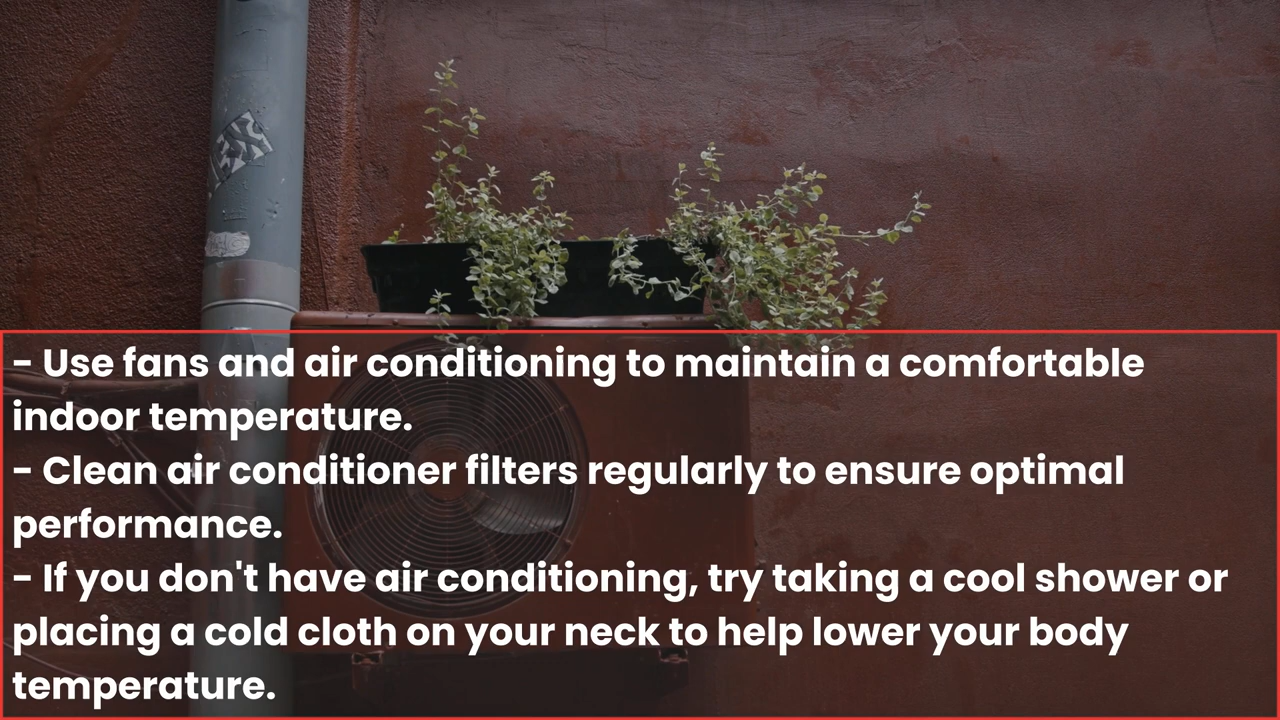 - Use fans and air conditioning to maintain a comfortable
indoor temperature.
- Clean air conditioner filters regularly to ensure optimal
performance.
- If you don't have air conditioning, try taking a cool shower or
placing a cold cloth on your neck to help lower your body
temperature.